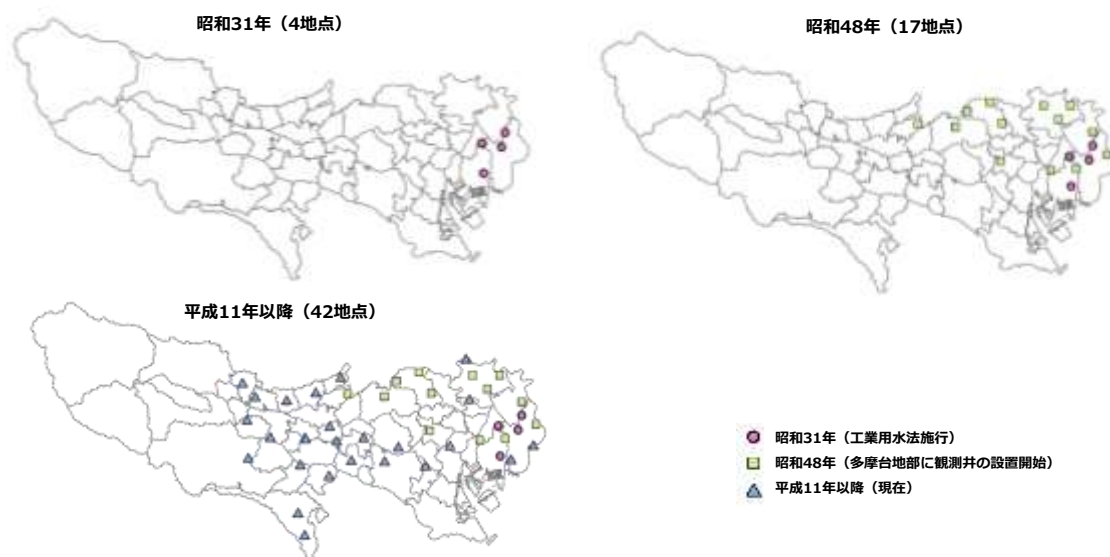 昭和31年（4地点）
昭和48年（17地点）
平成11年以降（42地点）
昭和31年（工業用水法施行）
昭和48年（多摩台地部に観測井の設置開始）
平成11年以降（現在）